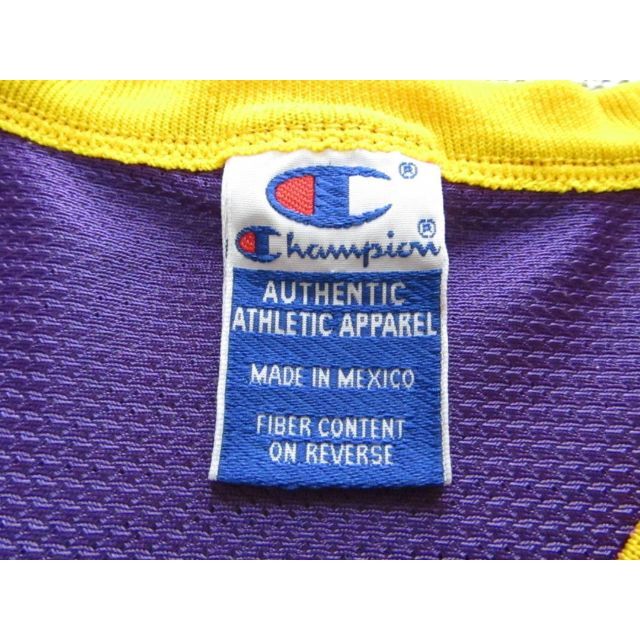 ®
Champion®
AUTHENTIC
ATHLETIC APPAREL
MADE IN MEXICO
FIBER CONTENT
ON REVERSE